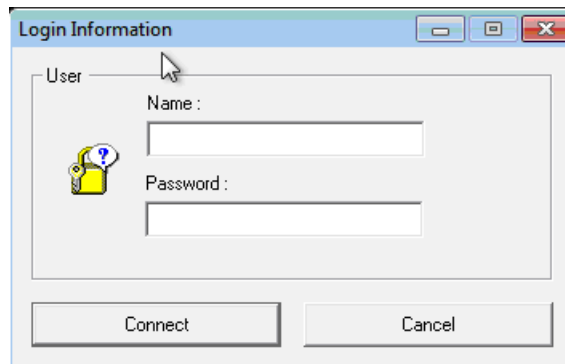 Login Information
User
Name :
Password :
Connect
Cancel